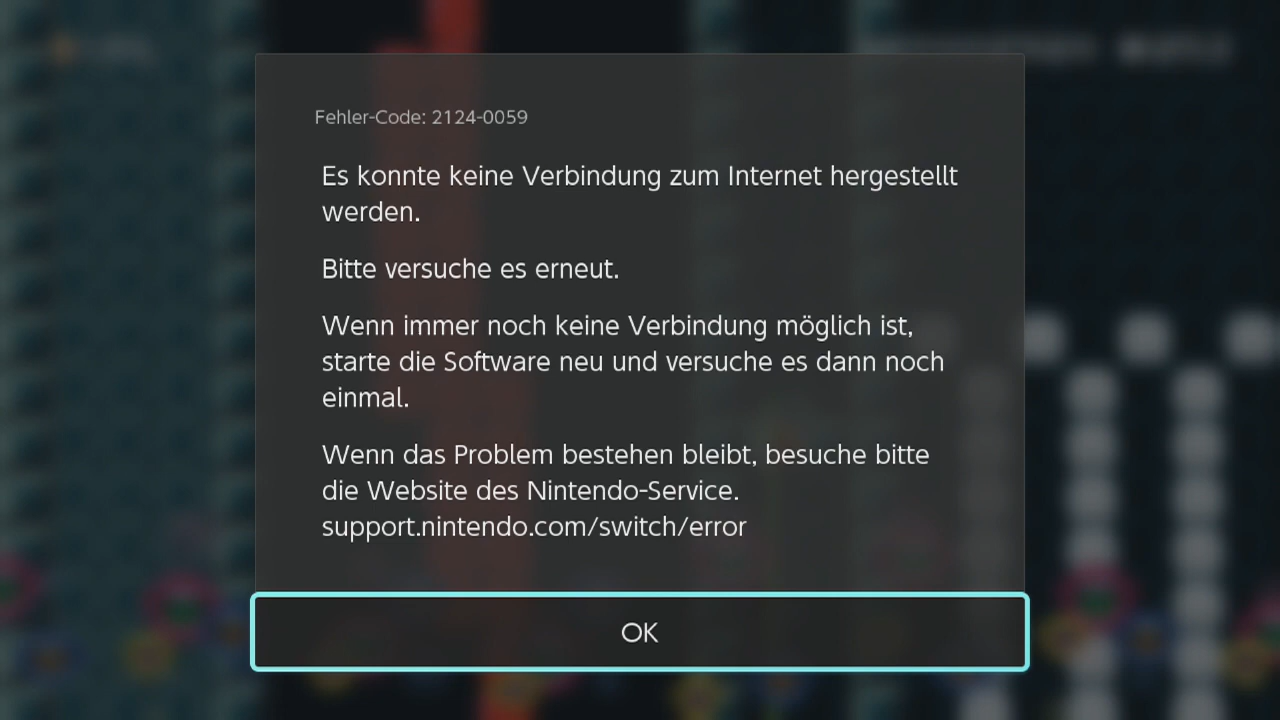 Fehler-Code: 2124-0059
Es konnte keine Verbindung zum Internet hergestellt
werden.
Bitte versuche es erneut.
Wenn immer noch keine Verbindung möglich ist,
starte die Software neu und versuche es dann noch
einmal.
Wenn das Problem bestehen bleibt, besuche bitte
die Website des Nintendo-Service.
support.nintendo.com/switch/error
OK